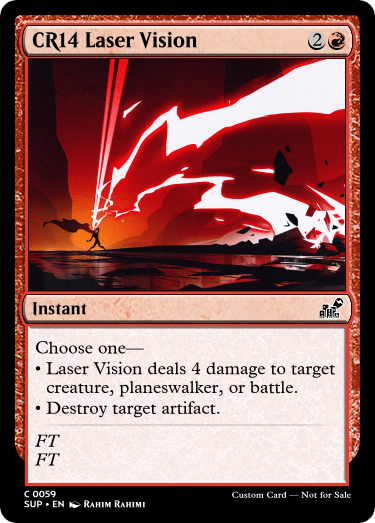 CR14 Laser Vision 2
Instant
Choose one—
• Laser Vision deals 4 damage to target
creature, planeswalker, or battle.
• Destroy target artifact.
FT
FT
C 0059
SUP • EN Rahim Rahimi
Custom Card — Not for Sale